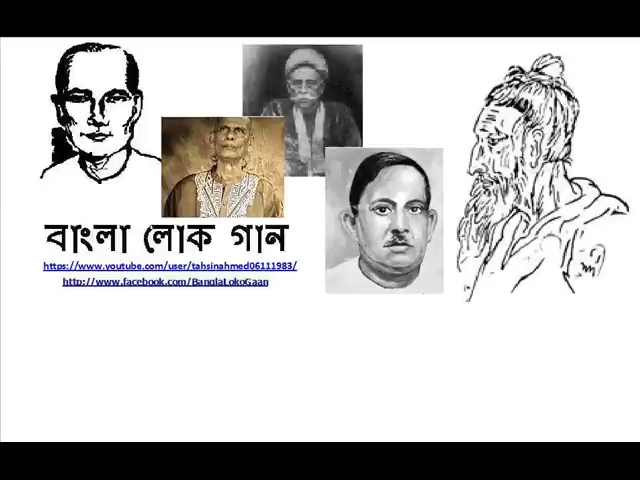 বাংলা লোক গান
https://www.youtube.com/user/tahsinahmed06111983/
http://www.facebook.com/BanglaLokoGaan